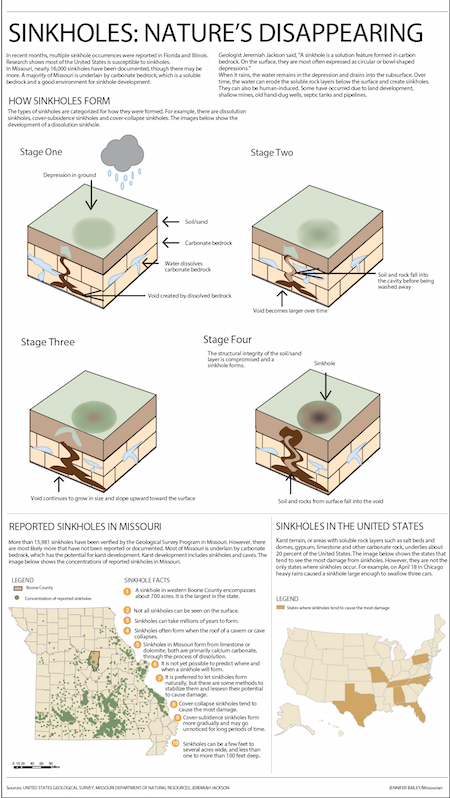 SINKHOLES: NATURE'S DISAPPEARING
In recent months, multiple sinkhole occurrences were reported in Florida and Illinois.
Research shows most of the United States is susceptible to sinkholes.
In Missouri, nearly 16,000 sinkholes have been documented, though there may be
more. A majority of Missouri is underlain by carbonate bedrock, which is a soluble
bedrock and a good environment for sinkhole development.
Geologist Jeremiah Jackson said, "A sinkhole is a solution feature formed in carbon
bedrock. On the surface, they are most often expressed as circular or bowl-shaped
depressions."
When it rains, the water remains in the depression and drains into the subsurface. Over
time, the water can erode the soluble rock layers below the surface and create sinkholes.
They can also be human-induced. Some have occurred due to land development,
shallow mines, old hand-dug wells, septic tanks and pipelines.
HOW SINKHOLES FORM
The types of sinkholes are categorized for how they were formed. For example, there are dissolution
sinkholes, cover-subsidence sinkholes and cover-collapse sinkholes. The images below show the
development of a dissolution sinkhole.
Stage One
Depression in ground
Soil/sand
Carbonate bedrock
Water dissolves
carbonate bedrock
Void created by dissolved bedrock
Stage Two
Soil and rock fall into
the cavity before being
washed away
Void becomes larger over time
Stage Three
Void continues to grow in size and slope upward toward the surface
Stage Four
The structural integrity of the soil/sand
layer is compromised and a
sinkhole forms.
Sinkhole
Soil and rocks from surface fall into the void
REPORTED SINKHOLES IN MISSOURI
More than 15,981 sinkholes have been verified by the Geological Survey Program in Missouri. However, there
are most likely more that have not been reported or documented. Most of Missouri is underlain by carbonate
bedrock, which has the potential for karst development. Karst development includes sinkholes and caves. The
image below shows the concentrations of reported sinkholes in Missouri.
LEGEND
Boone County
Concentration of reported sinkholes
SINKHOLE FACTS
1 A sinkhole in western Boone County encompasses
about 700 acres. It is the largest in the state.
2 Not all sinkholes can be seen on the surface.
3 Sinkholes can take millions of years to form.
4 Sinkholes often form when the roof of a cavern or cave
collapses.
5 Sinkholes in Missouri form from limestone or
dolomite, both are primarily calcium carbonate,
through the process of dissolution.
6 It is not yet possible to predict where and
when a sinkhole will form.
7 It is preferred to let sinkholes form
naturally, but there are some methods to
stabilize them and lessen their potential
to cause damage.
8 Cover-collapse sinkholes tend to
cause the most damage.
9 Cover-subsidence sinkholes form
more gradually and may go
unnoticed for long periods of time.
10 Sinkholes can be a few feet to
several acres wide, and less than
one to more than 100 feet deep.
SINKHOLES IN THE UNITED STATES
Karst terrain, or areas with soluble rock layers such as salt beds and
domes, gypsum, limestone and other carbonate rock, underlies about
20 percent of the United States. The image below shows the states that
tend to see the most damage from sinkholes. However, they are not the
only states where sinkholes occur. For example, on April 18 in Chicago
heavy rains caused a sinkhole large enough to swallow three cars.
LEGEND
States where sinkholes tend to cause the most damage
Sources: UNITED STATES GEOLOGICAL SURVEY, MISSOURI DEPARTMENT OF NATURAL RESOURCES, JEREMIAH JACKSON
JENNIFER BAILEY/Missourian